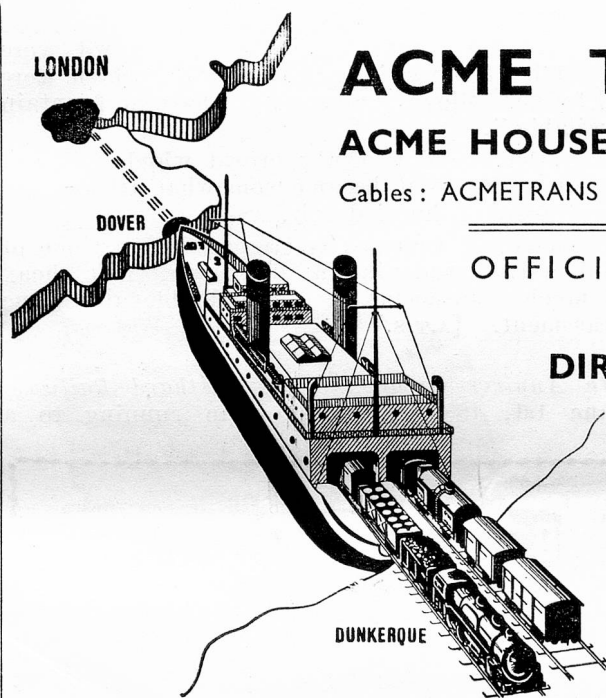 LONDON
ACME T
ACME HOUSE
Cables : ACMETRANS
DOVER
OFFICI
DIR
DUNKERQUE